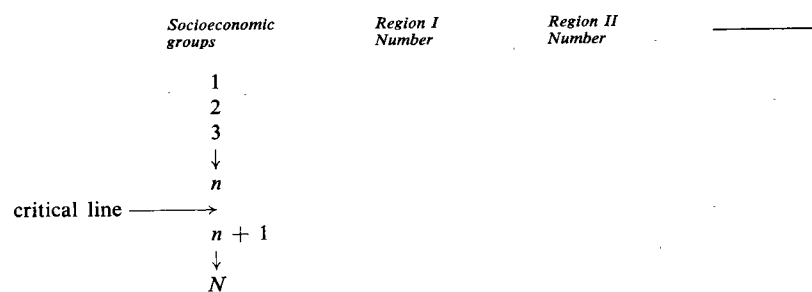 Socioeconomic groups Region I Number Region II Number
1
2
3
↓
n
critical line ⟶
n + 1
↓
N